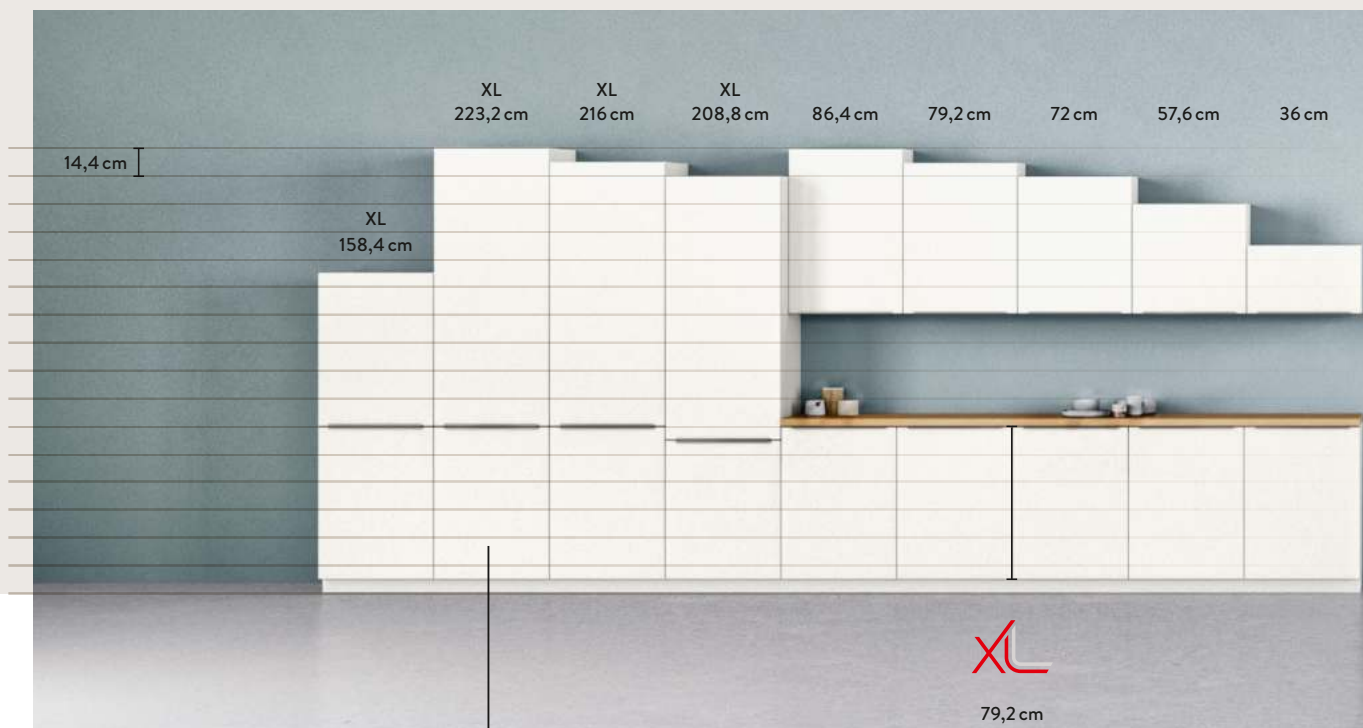 XL
223,2 cm
XL
216 cm
XL
208,8 cm
86,4 cm
79,2 cm
72 cm
57,6 cm
36 cm
14,4 cm
XL
158,4 cm
XL
79,2 cm